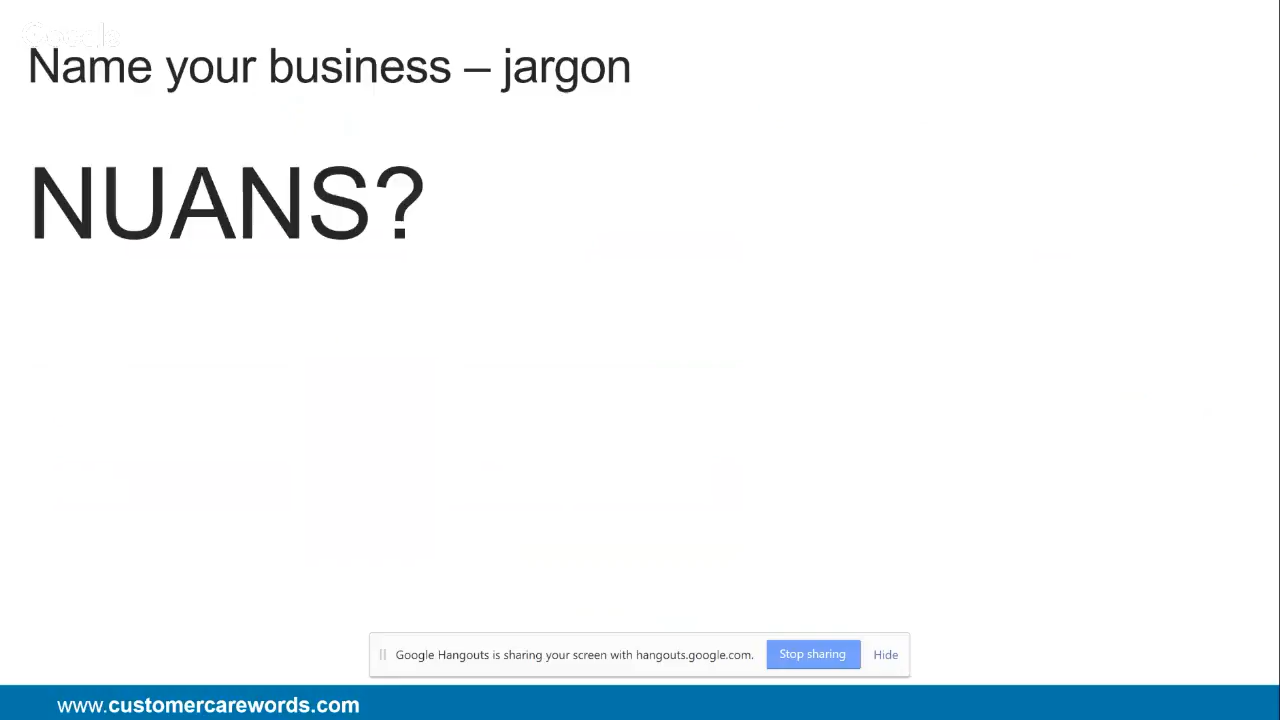 Google
Name your business – jargon
NUANS?
Google Hangouts is sharing your screen with hangouts.google.com.
Stop sharing
Hide
www.customercarewords.com